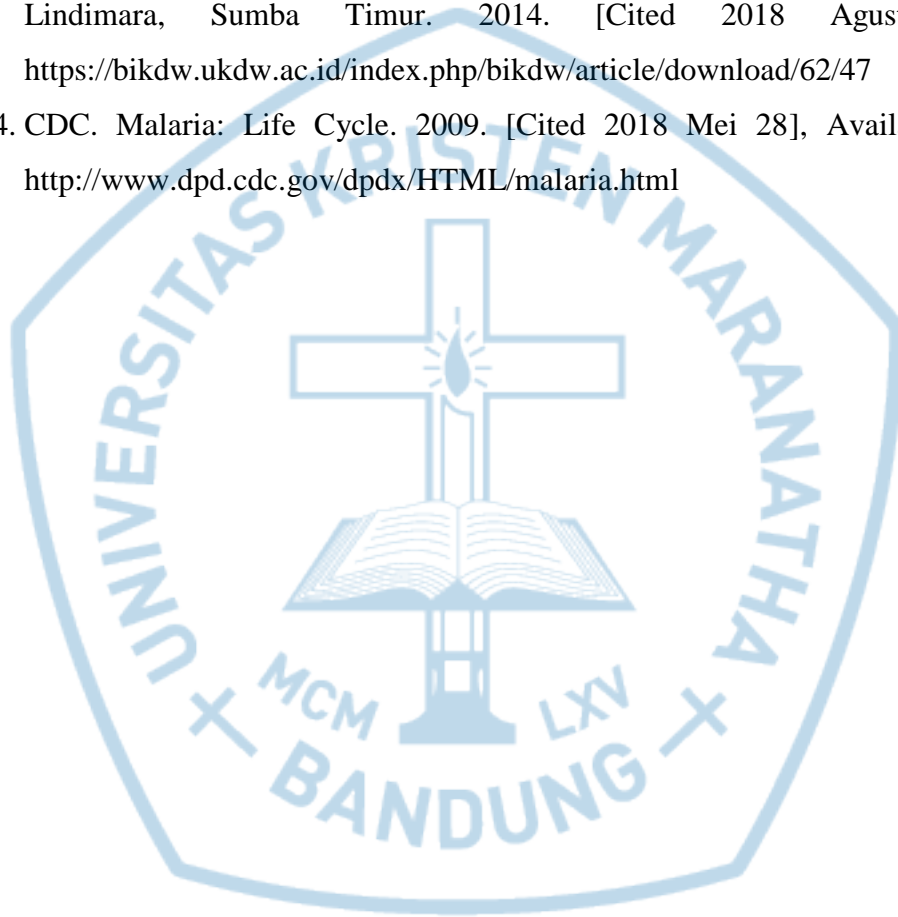 Lindimara, Sumba Timur. 2014. [Cited 2018 Agust
https://bikdw.ukdw.ac.id/index.php/bikdw/article/download/62/47
4. CDC. Malaria: Life Cycle. 2009. [Cited 2018 Mei 28], Avail
http://www.dpd.cdc.gov/dpdx/HTML/malaria.html
UNIVERSITAS KRISTEN MARANATHA
MCM LXV
BANDUNG